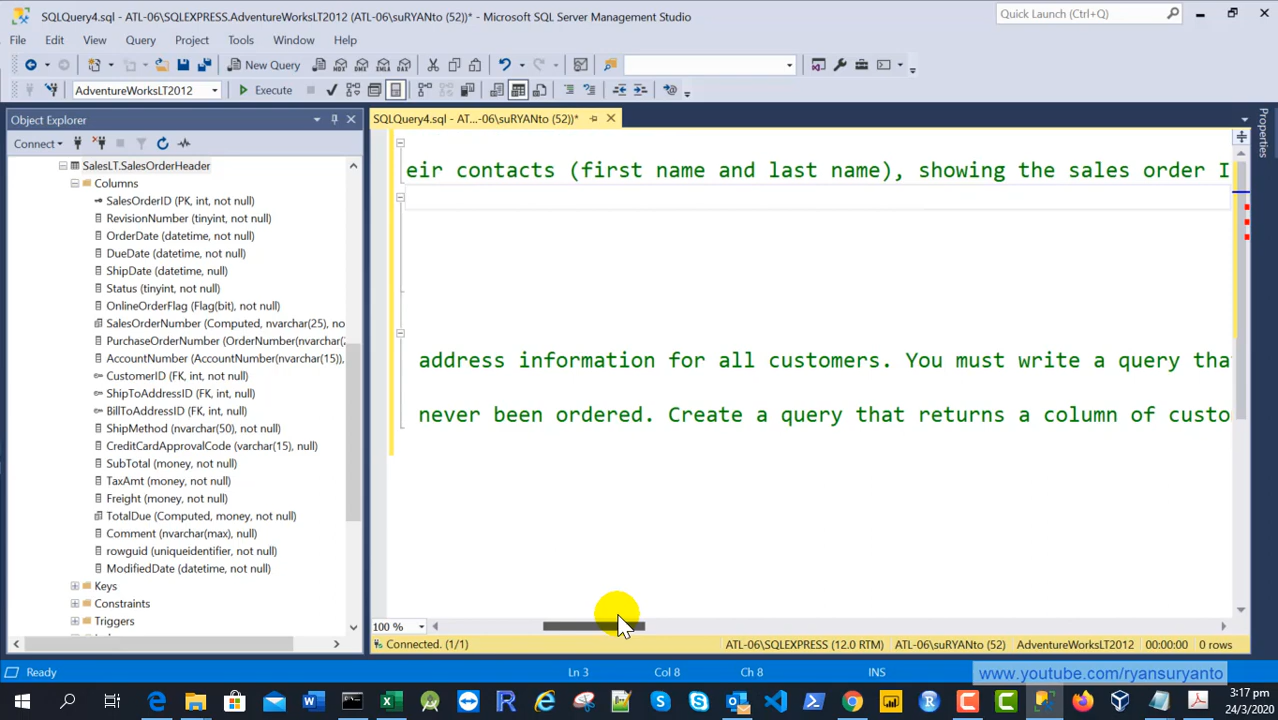 SQLQuery4.sql - ATL-06\SQLEXPRESS.AdventureWorksLT2012 (ATL-06\suRYANto (52))* - Microsoft SQL Server Management Studio
Quick Launch (Ctrl+Q)
File Edit View Query Project Tools Window Help
New Query
AdventureWorksLT2012 Execute
Object Explorer
SQLQuery4.sql - ATL...-06\suRYANto (52))*
Properties
Connect
SalesLT.SalesOrderHeader
Columns
SalesOrderID (PK, int, not null)
RevisionNumber (tinyint, not null)
OrderDate (datetime, not null)
DueDate (datetime, not null)
ShipDate (datetime, null)
Status (tinyint, not null)
OnlineOrderFlag (Flag(bit), not null)
SalesOrderNumber (Computed, nvarchar(25), no
PurchaseOrderNumber (OrderNumber(nvarchar(
AccountNumber (AccountNumber(nvarchar(15)),
CustomerID (FK, int, not null)
ShipToAddressID (FK, int, null)
BillToAddressID (FK, int, null)
ShipMethod (nvarchar(50), not null)
CreditCardApprovalCode (varchar(15), null)
SubTotal (money, not null)
TaxAmt (money, not null)
Freight (money, not null)
TotalDue (Computed, money, not null)
Comment (nvarchar(max), null)
rowguid (uniqueidentifier, not null)
ModifiedDate (datetime, not null)
Keys
Constraints
Triggers
eir contacts (first name and last name), showing the sales order I
address information for all customers. You must write a query tha
never been ordered. Create a query that returns a column of custo
100 %
Connected. (1/1)
ATL-06\SQLEXPRESS (12.0 RTM) ATL-06\suRYANto (52) AdventureWorksLT2012 00:00:00 0 rows
Ready Ln 3 Col 8 Ch 8 INS
www.youtube.com/ryansuryanto
3:17 pm
24/3/2020